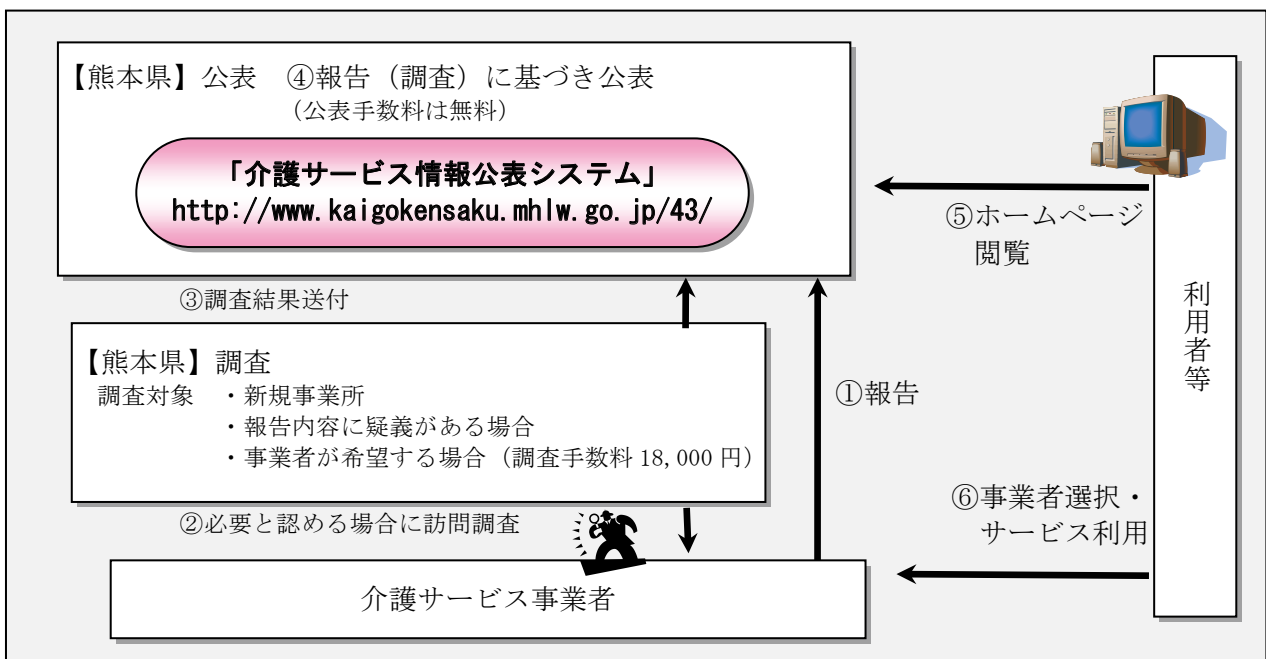 【熊本県】公表　④報告（調査）に基づき公表
（公表手数料は無料）
「介護サービス情報公表システム」
http://www.kaigokensaku.mhlw.go.jp/43/
③調査結果送付
【熊本県】調査
調査対象　・新規事業所
・報告内容に疑義がある場合
・事業者が希望する場合（調査手数料 18,000 円）
②必要と認める場合に訪問調査
介護サービス事業者
①報告
⑤ホームページ
閲覧
⑥事業者選択・
サービス利用
利用者等